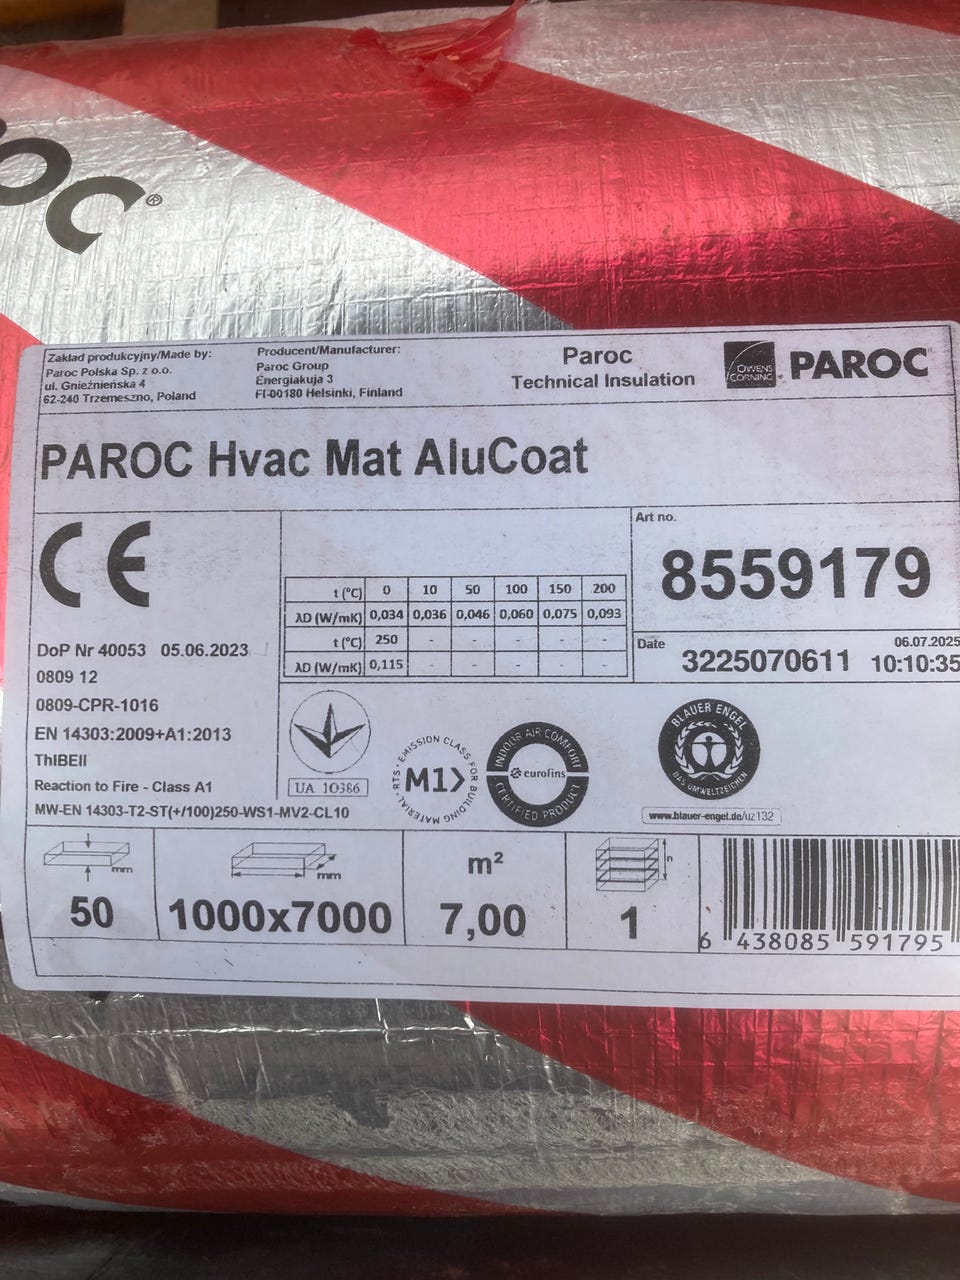 OC®
Zakład produkcyjny/Made by:
Paroc Polska Sp. z o.o.
ul. Gnieźnieńska 4
62-240 Trzemeszno, Poland
Producent/Manufacturer:
Paroc Group
Energiakuja 3
FI-00180 Helsinki, Finland
Paroc
Technical Insulation
OWENS
CORNING
PAROC®
PAROC Hvac Mat AluCoat
CE
DoP Nr 40053 05.06.2023
0809 12
0809-CPR-1016
EN 14303:2009+A1:2013
ThIBEII
Reaction to Fire - Class A1
MW-EN 14303-T2-ST(+/100)250-WS1-MV2-CL10
t (°C) 0 10 50 100 150 200
λD (W/mK) 0,034 0,036 0,046 0,060 0,075 0,093
t (°C) 250 - - - - -
λD (W/mK) 0,115 - - - - -
Art no.
8559179
Date
06.07.2025
3225070611 10:10:35
UA 10386
M1
EMISSION CLASS FOR BUILDING MATERIAL · RTS ·
INDOOR AIR COMFORT
eurofins
CERTIFIED PRODUCT
BLAUER ENGEL
DAS UMWELTZEICHEN
www.blauer-engel.de/uz132
mm
50
mm
1000x7000
m²
7,00
n
1
6 438085 591795